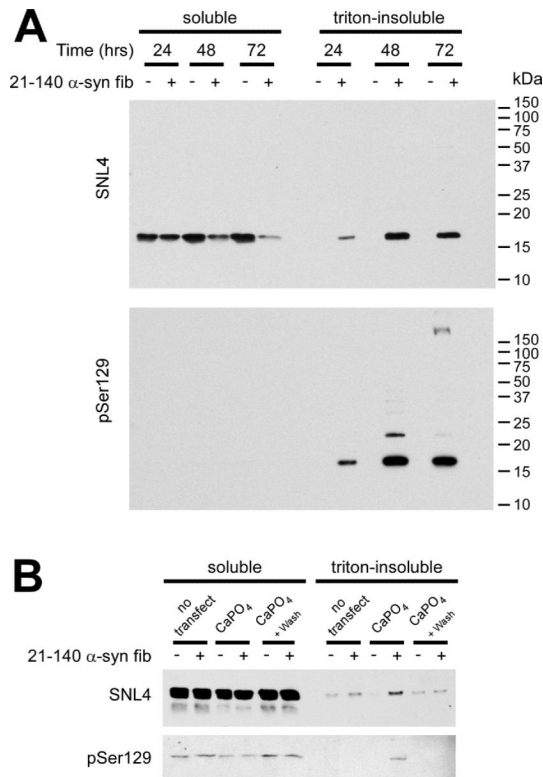 A
soluble triton-insoluble
Time (hrs) 24 48 72 24 48 72
21-140 α-syn fib - + - + - + - + - + - +
kDa
SNL4
150
100
75
50
37
25
20
15
10
pSer129
150
100
75
50
37
25
20
15
10
B
soluble triton-insoluble
no transfect CaPO₄ CaPO₄ + Wash no transfect CaPO₄ CaPO₄ + Wash
21-140 α-syn fib - + - + - + - + - + - +
SNL4
pSer129